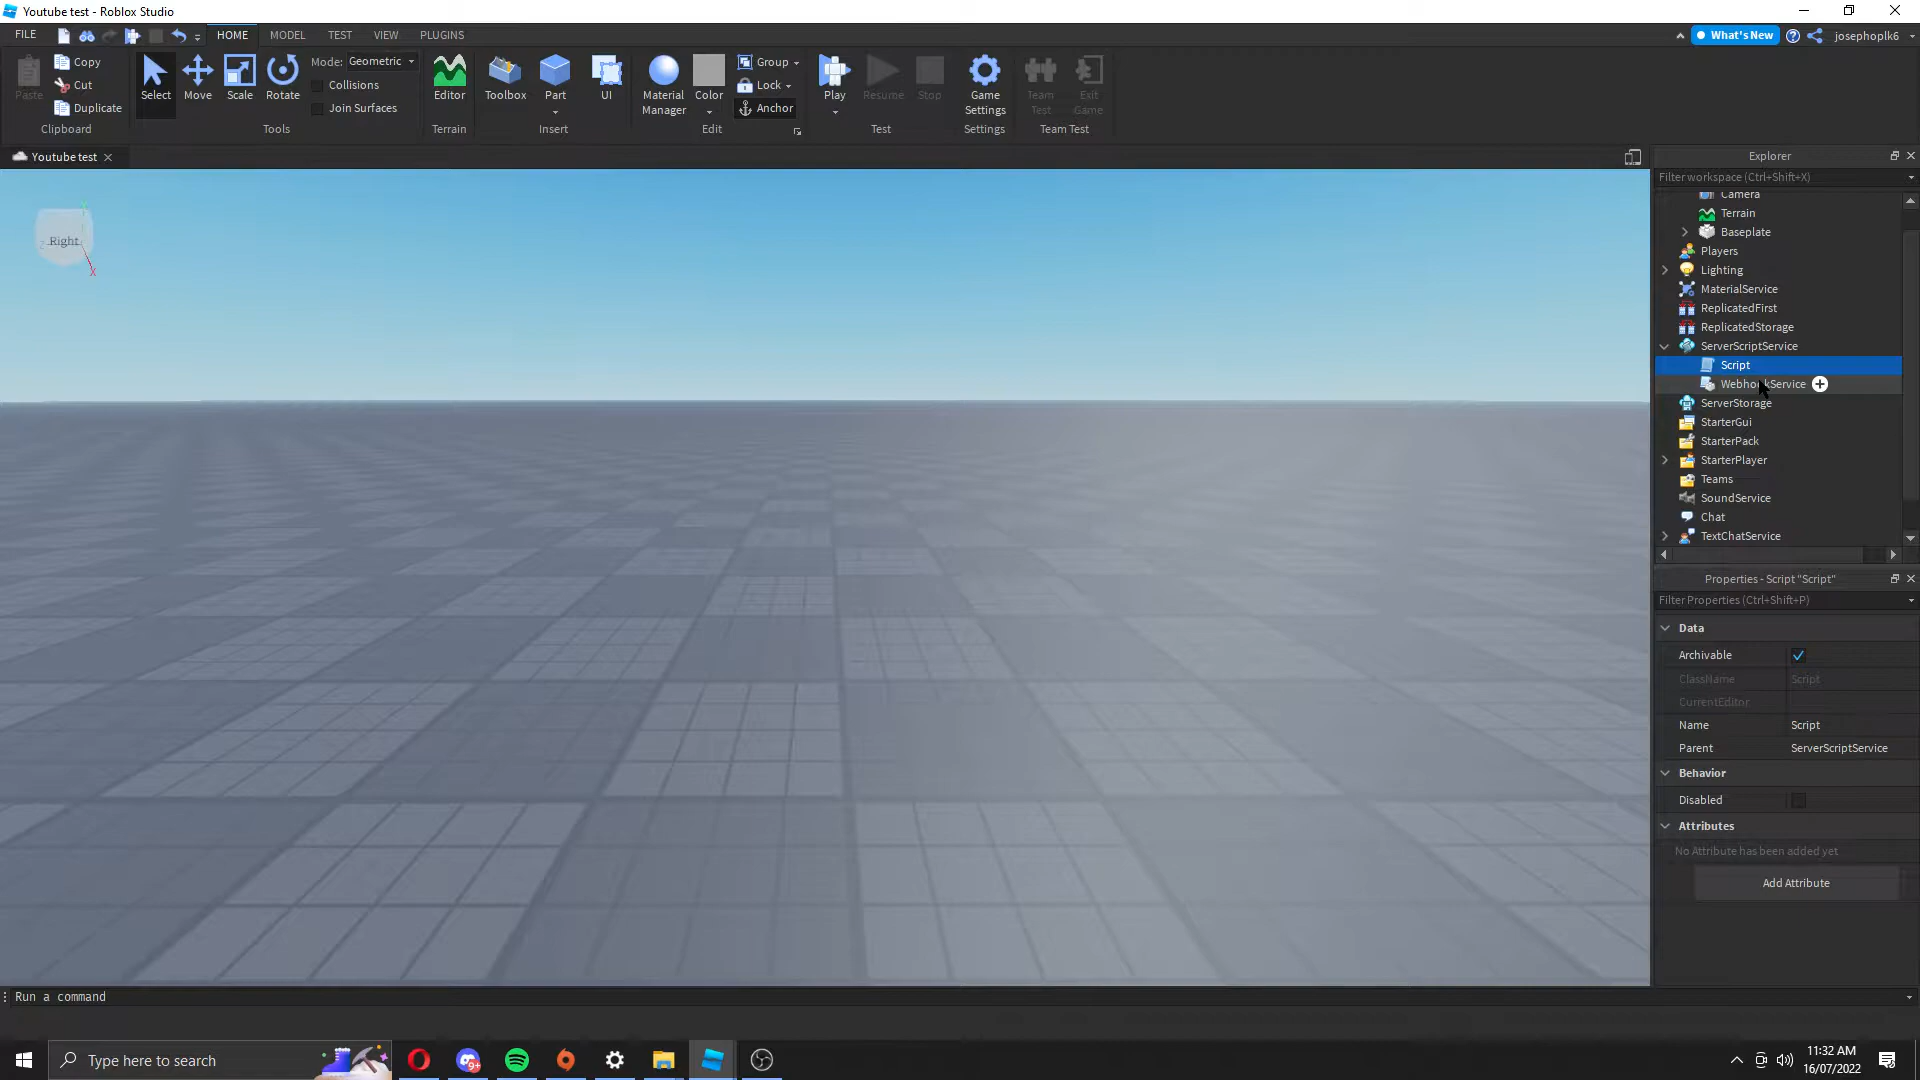 Youtube test - Roblox Studio
FILE HOME MODEL TEST VIEW PLUGINS What's New josephoplk6
Paste Copy Cut Duplicate Clipboard
Select Move Scale Rotate Mode: Geometric Collisions Join Surfaces Tools
Editor Terrain
Toolbox Part UI Insert
Material Manager Color Group Lock Anchor Edit
Play Resume Stop Test
Game Settings Settings
Team Test Exit Game Team Test
Youtube test
Right
X
Explorer
Filter workspace (Ctrl+Shift+X)
Camera
Terrain
Baseplate
Players
Lighting
MaterialService
ReplicatedFirst
ReplicatedStorage
ServerScriptService
Script
WebhookService
ServerStorage
StarterGui
StarterPack
StarterPlayer
Teams
SoundService
Chat
TextChatService
Properties - Script "Script"
Filter Properties (Ctrl+Shift+P)
Data
Archivable
ClassName Script
CurrentEditor
Name Script
Parent ServerScriptService
Behavior
Disabled
Attributes
No Attribute has been added yet
Add Attribute
Run a command
Type here to search
9+
11:32 AM
16/07/2022